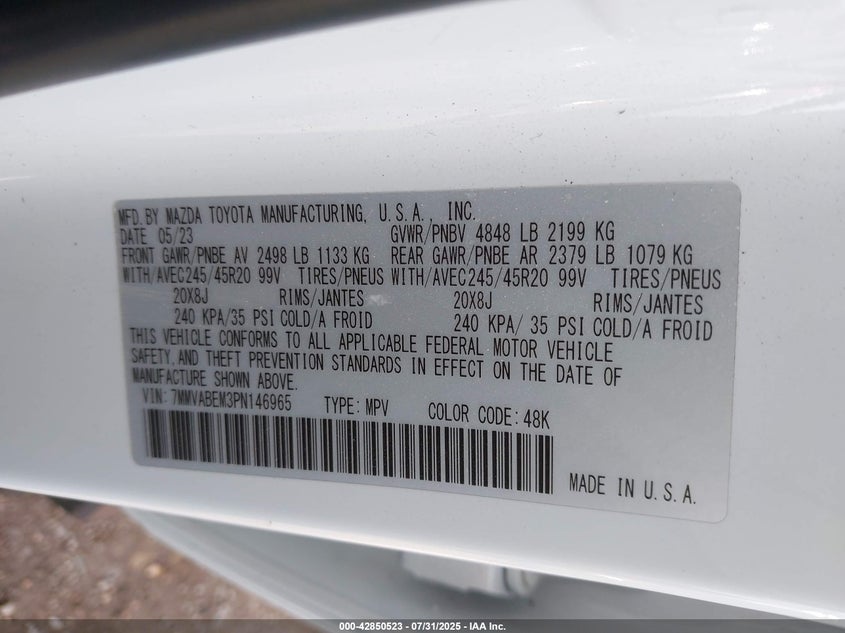 MFD. BY MAZDA TOYOTA MANUFACTURING, U.S.A., INC.
DATE 05/23 GVWR/PNBV 4848 LB 2199 KG
FRONT GAWR/PNBE AV 2498 LB 1133 KG REAR GAWR/PNBE AR 2379 LB 1079 KG
WITH/AVEC245/45R20 99V TIRES/PNEUS WITH/AVEC245/45R20 99V TIRES/PNEUS
20X8J RIMS/JANTES 20X8J RIMS/JANTES
240 KPA/35 PSI COLD/A FROID 240 KPA/ 35 PSI COLD/A FROID
THIS VEHICLE CONFORMS TO ALL APPLICABLE FEDERAL MOTOR VEHICLE
SAFETY, AND THEFT PREVENTION STANDARDS IN EFFECT ON THE DATE OF
MANUFACTURE SHOWN ABOVE.
VIN: 7MMVABEM3PN146965 TYPE: MPV COLOR CODE: 48K
MADE IN U.S.A.
000-42850523 | 07/31/2025 - IAA Inc.